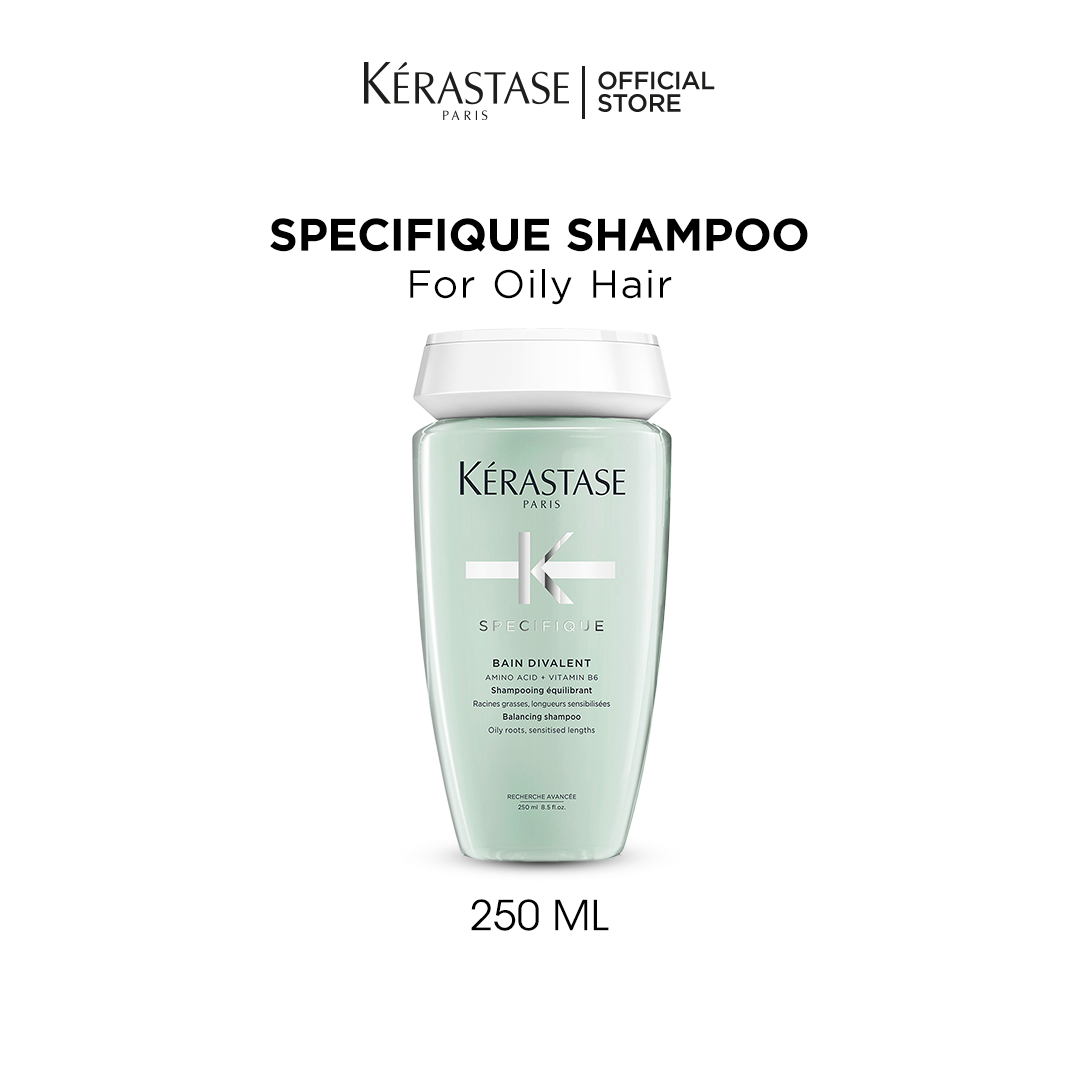 KÉRASTASE
PARIS
OFFICIAL
STORE
SPECIFIQUE SHAMPOO
For Oily Hair
KÉRASTASE
PARIS
K
SPECIFIQUE
BAIN DIVALENT
AMINO ACID + VITAMIN B6
Shampooing équilibrant
Racines grasses, longueurs sensibilisées
Balancing shampoo
Oily roots, sensitised lengths
RECHERCHE AVANCÉE
250 ml 8.5 fl.oz.
250 ML